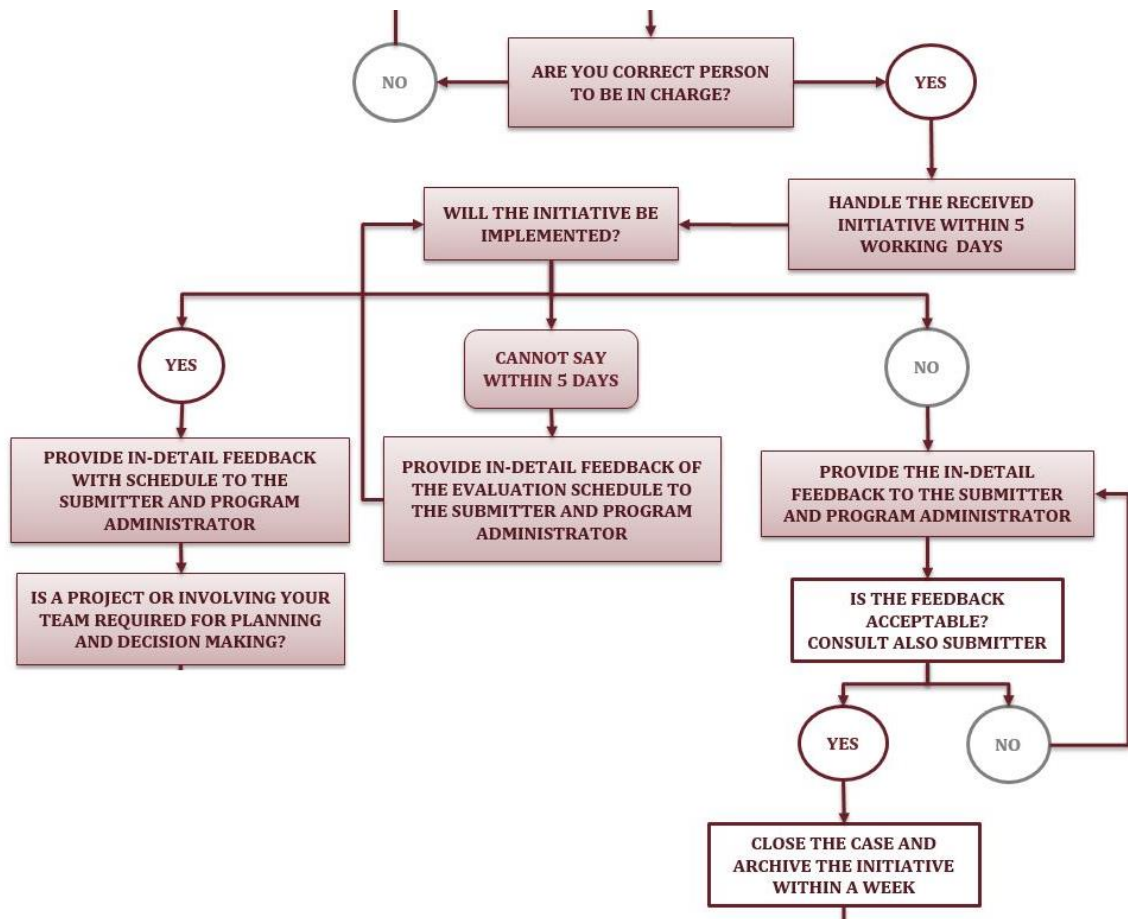 NO
ARE YOU CORRECT PERSON
TO BE IN CHARGE?
YES
WILL THE INITIATIVE BE
IMPLEMENTED?
HANDLE THE RECEIVED
INITIATIVE WITHIN 5
WORKING DAYS
YES
CANNOT SAY
WITHIN 5 DAYS
NO
PROVIDE IN-DETAIL FEEDBACK
WITH SCHEDULE TO THE
SUBMITTER AND PROGRAM
ADMINISTRATOR
PROVIDE IN-DETAIL FEEDBACK OF
THE EVALUATION SCHEDULE TO
THE SUBMITTER AND PROGRAM
ADMINISTRATOR
PROVIDE THE IN-DETAIL
FEEDBACK TO THE SUBMITTER
AND PROGRAM ADMINISTRATOR
IS A PROJECT OR INVOLVING YOUR
TEAM REQUIRED FOR PLANNING
AND DECISION MAKING?
IS THE FEEDBACK
ACCEPTABLE?
CONSULT ALSO SUBMITTER
YES
NO
CLOSE THE CASE AND
ARCHIVE THE INITIATIVE
WITHIN A WEEK